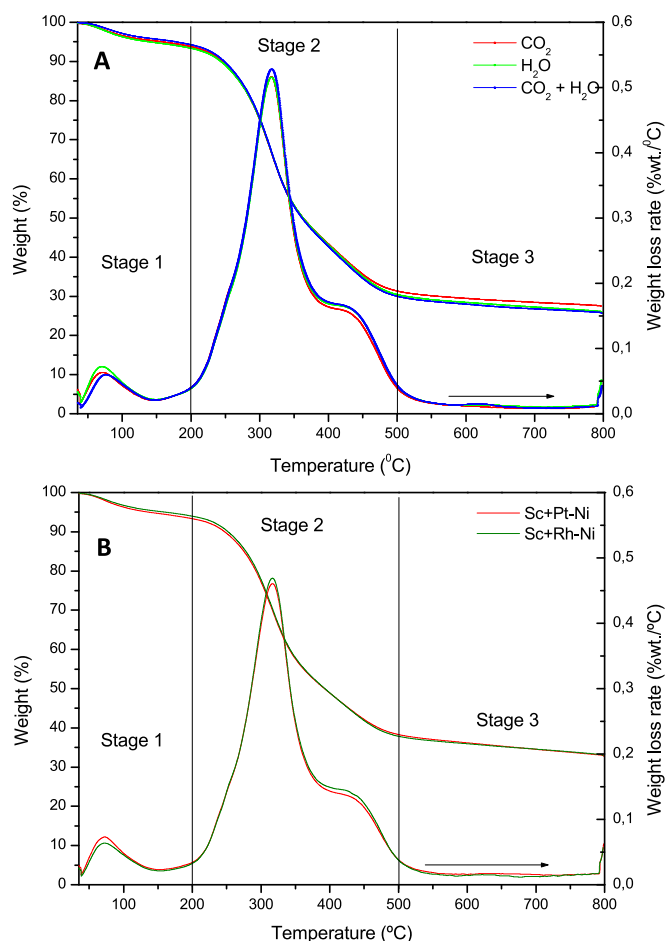 A
Stage 1
Stage 2
Stage 3
CO₂
H₂O
CO₂ + H₂O
Weight (%)
100
90
80
70
60
50
40
30
20
10
0
Weight loss rate (%wt./⁰C)
0,6
0,5
0,4
0,3
0,2
0,1
0,0
100 200 300 400 500 600 700 800
Temperature (⁰C)
B
Stage 1
Stage 2
Stage 3
Sc+Pt-Ni
Sc+Rh-Ni
Weight (%)
100
90
80
70
60
50
40
30
20
10
0
Weight loss rate (%wt./ºC)
0,6
0,5
0,4
0,3
0,2
0,1
0,0
100 200 300 400 500 600 700 800
Temperature (ºC)